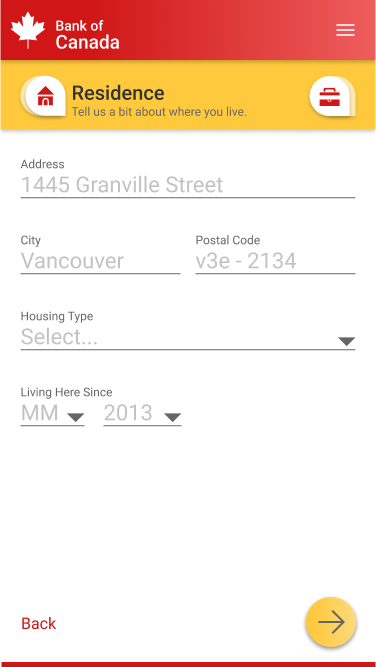 Bank of
Canada
Residence
Tell us a bit about where you live.
Address
1445 Granville Street
City
Postal Code
Vancouver
v3e - 2134
Housing Type
Select...
Living Here Since
MM
2013
Back